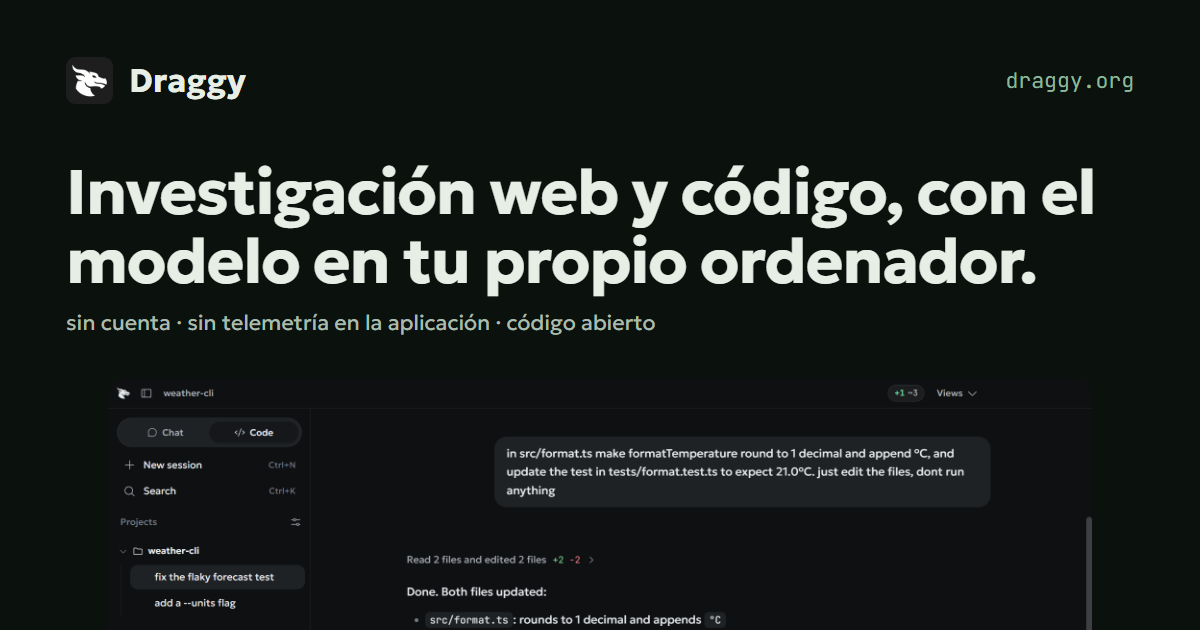 Draggy
draggy.org
Investigación web y código, con el
modelo en tu propio ordenador.
sin cuenta · sin telemetría en la aplicación · código abierto
weather-cli
+1 −3
Views
Chat
</> Code
New session
Ctrl+N
Search
Ctrl+K
Projects
weather-cli
fix the flaky forecast test
add a --units flag
in src/format.ts make formatTemperature round to 1 decimal and append ºC, and
update the test in tests/format.test.ts to expect 21.0ºC. just edit the files, dont run
anything
Read 2 files and edited 2 files +2 -2
Done. Both files updated:
• src/format.ts : rounds to 1 decimal and appends °C